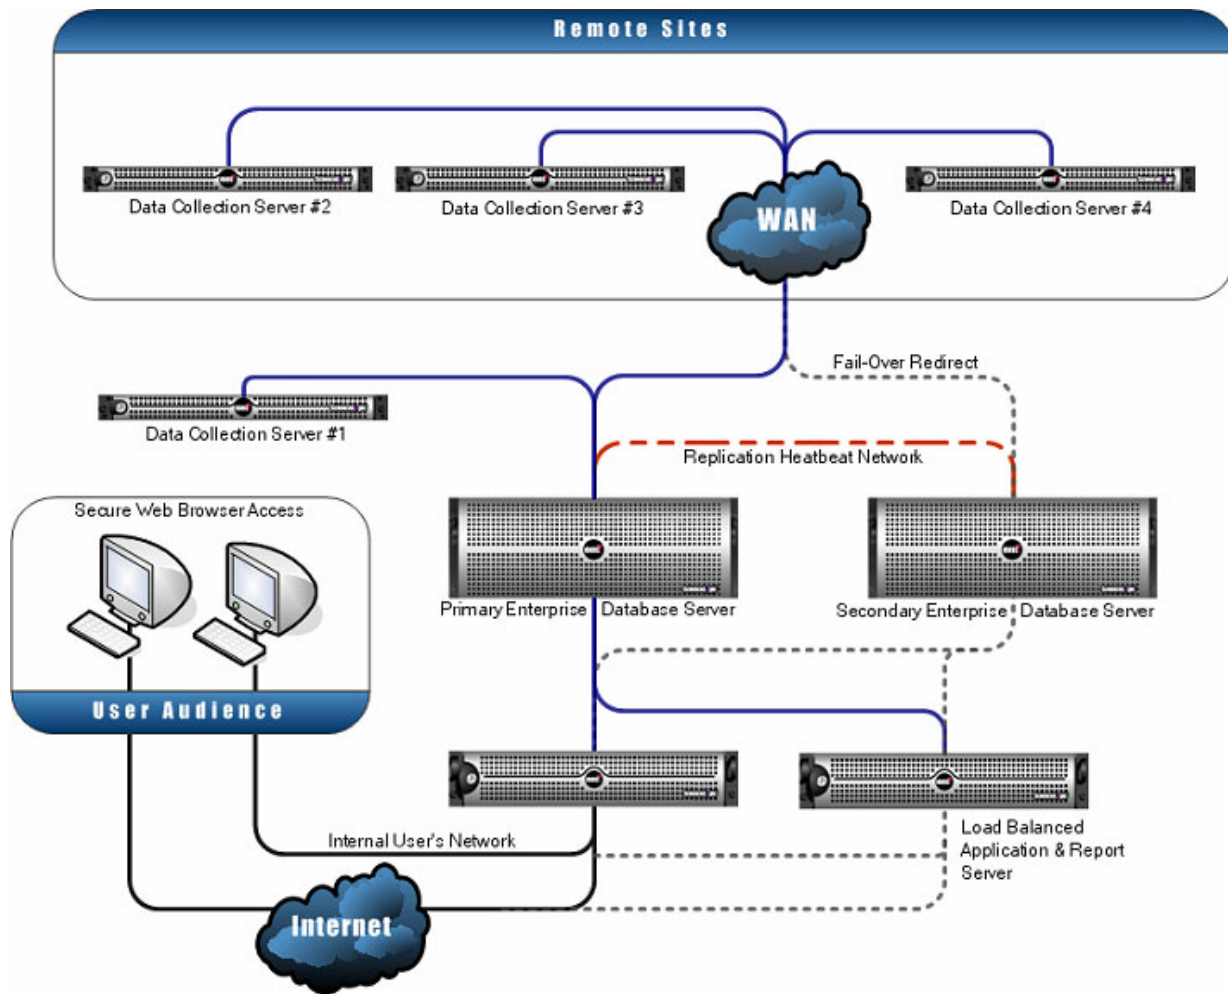 Remote Sites
Data Collection Server #2
Data Collection Server #3
WAN
Data Collection Server #4
Fail-Over Redirect
Data Collection Server #1
Replication Heatbeat Network
Secure Web Browser Access
Primary Enterprise Database Server
Secondary Enterprise Database Server
User Audience
Internal User's Network
Load Balanced
Application & Report
Server
Internet